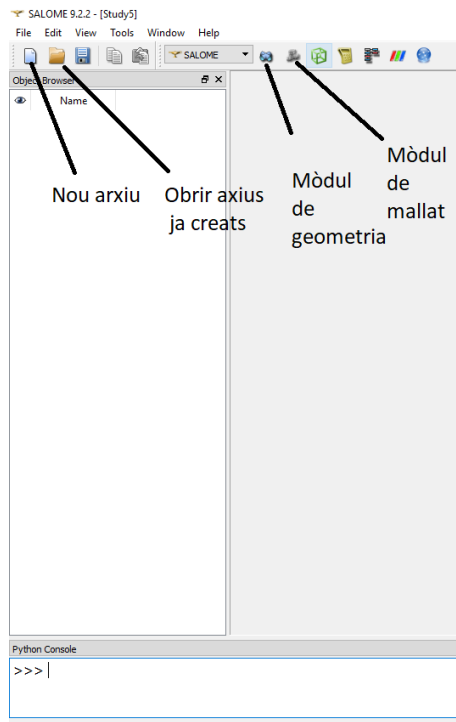 SALOME 9.2.2 - [Study5]
File Edit View Tools Window Help
SALOME
Object Browser
Name
Nou arxiu
Obrir axius
ja creats
Mòdul
de
geometria
Mòdul
de
mallat
Python Console
>>>